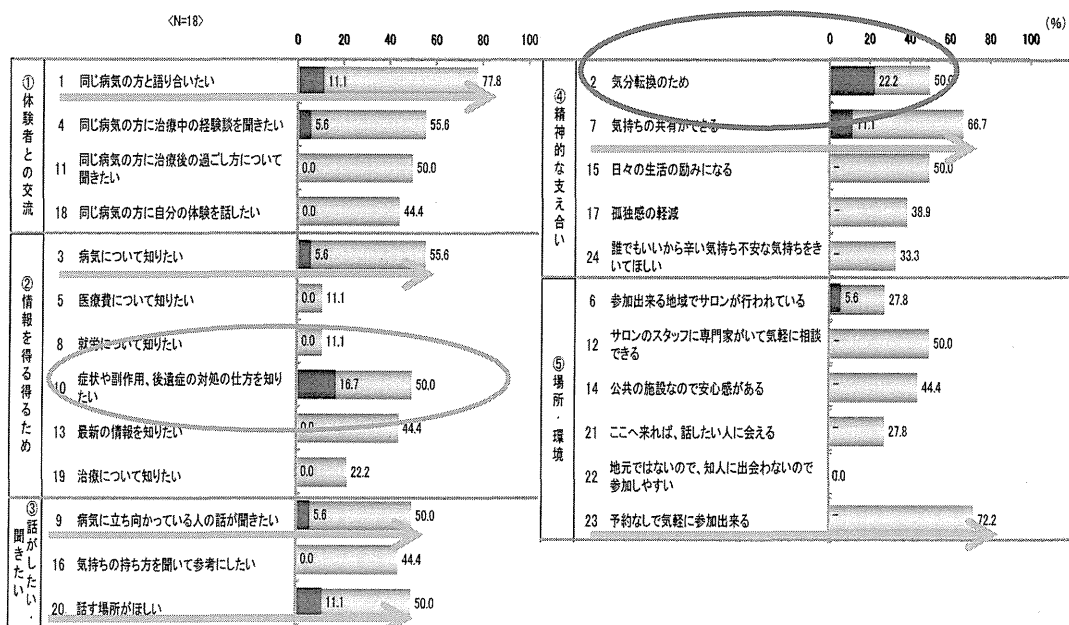 <N=18>
0 20 40 60 80 100
①体験者との交流
1 同じ病気の方と語り合いたい 11.1 77.8
4 同じ病気の方に治療中の経験談を聞きたい 5.6 55.6
11 同じ病気の方に治療後の過ごし方について
聞きたい 0.0 50.0
18 同じ病気の方に自分の体験を話したい 0.0 44.4
②情報を得る得るため
3 病気について知りたい 5.6 55.6
5 医療費について知りたい 0.0 11.1
8 就労について知りたい 0.0 11.1
10 症状や副作用、後遺症の対処の仕方を知り
たい 16.7 50.0
13 最新の情報を知りたい 0.0 44.4
19 治療について知りたい 0.0 22.2
③話がしたい・
聞きたい
9 病気に立ち向かっている人の話が聞きたい 5.6 50.0
16 気持ちの持ち方を聞いて参考にしたい 0.0 44.4
20 話す場所がほしい 11.1 50.0
(%)
0 20 40 60 80 100
④精神的な支え合い
2 気分転換のため 22.2 50.0
7 気持ちの共有ができる 11.1 66.7
15 日々の生活の励みになる - 50.0
17 孤独感の軽減 - 38.9
24 誰でもいいから辛い気持ち不安な気持ちをき
いてほしい - 33.3
⑤場所・環境
6 参加出来る地域でサロンが行われている 5.6 27.8
12 サロンのスタッフに専門家がいて気軽に相談
できる - 50.0
14 公共の施設なので安心感がある - 44.4
21 ここへ来れば、話したい人に会える - 27.8
22 地元ではないので、知人に出会わないので
参加しやすい 0.0
23 予約なしで気軽に参加出来る - 72.2